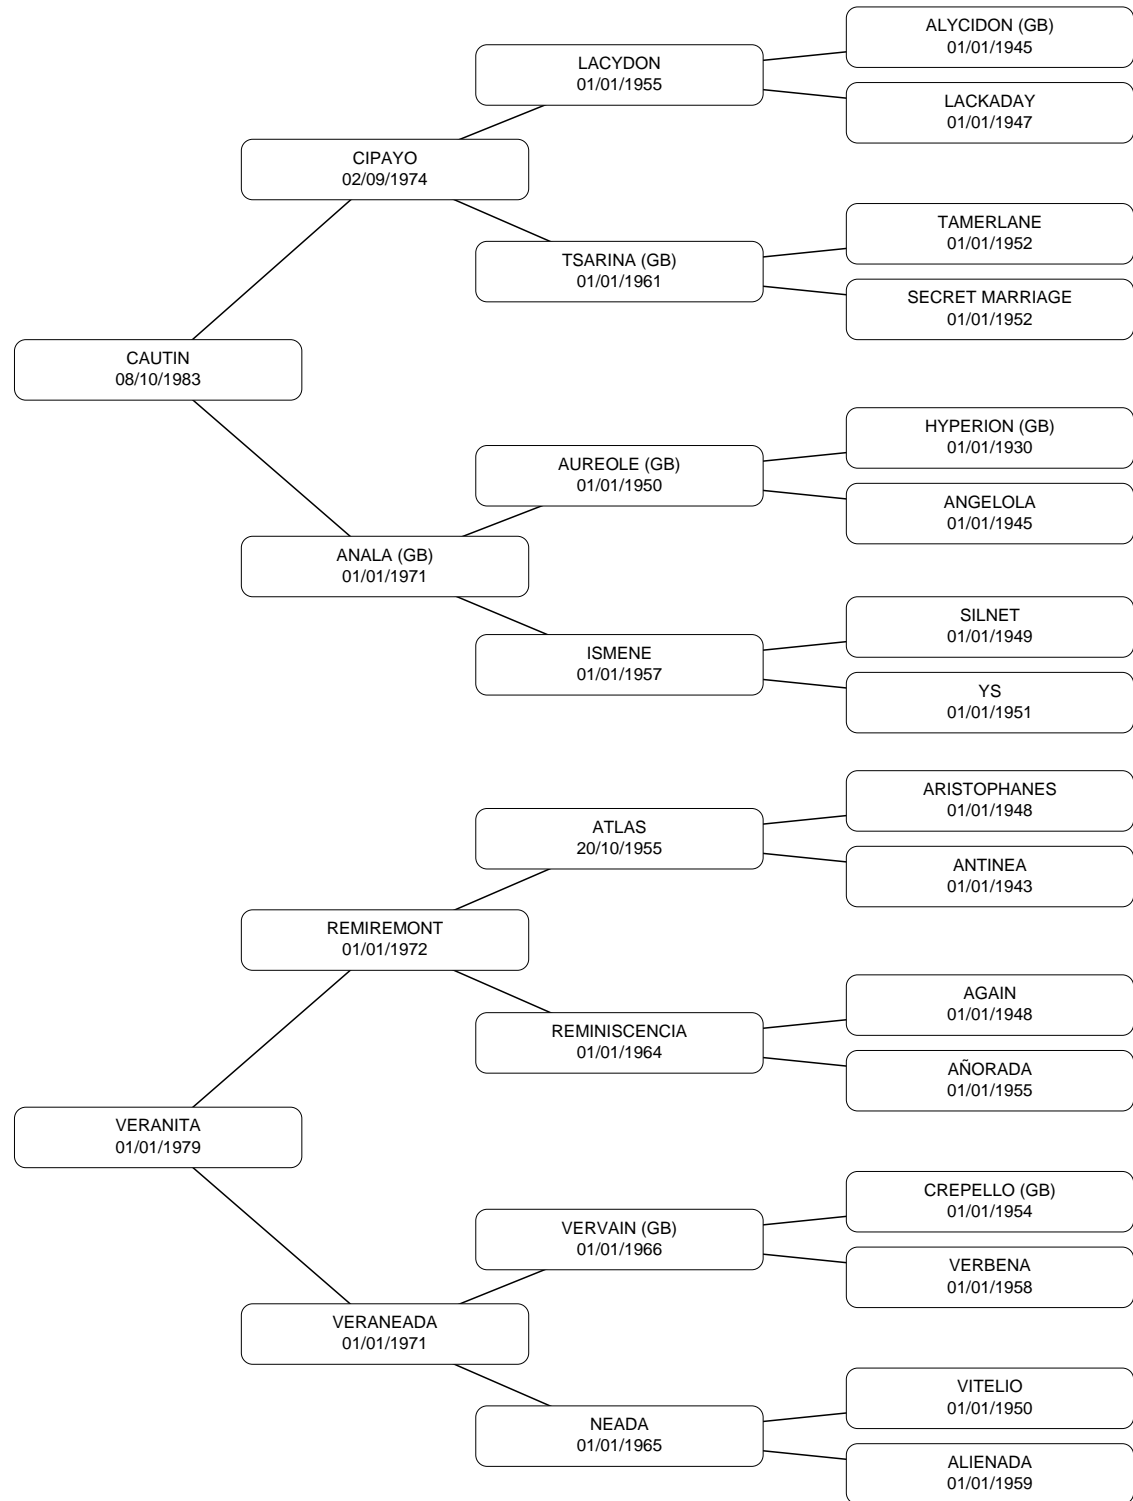 ALYCIDON (GB)
01/01/1945
LACYDON
01/01/1955
LACKADAY
01/01/1947
CIPAYO
02/09/1974
TAMERLANE
01/01/1952
TSARINA (GB)
01/01/1961
SECRET MARRIAGE
01/01/1952
CAUTIN
08/10/1983
HYPERION (GB)
01/01/1930
AUREOLE (GB)
01/01/1950
ANGELOLA
01/01/1945
ANALA (GB)
01/01/1971
SILNET
01/01/1949
ISMENE
01/01/1957
YS
01/01/1951
ARISTOPHANES
01/01/1948
ATLAS
20/10/1955
ANTINEA
01/01/1943
REMIREMONT
01/01/1972
AGAIN
01/01/1948
REMINISCENCIA
01/01/1964
AÑORADA
01/01/1955
VERANITA
01/01/1979
CREPELLO (GB)
01/01/1954
VERVAIN (GB)
01/01/1966
VERBENA
01/01/1958
VERANEADA
01/01/1971
VITELIO
01/01/1950
NEADA
01/01/1965
ALIENADA
01/01/1959